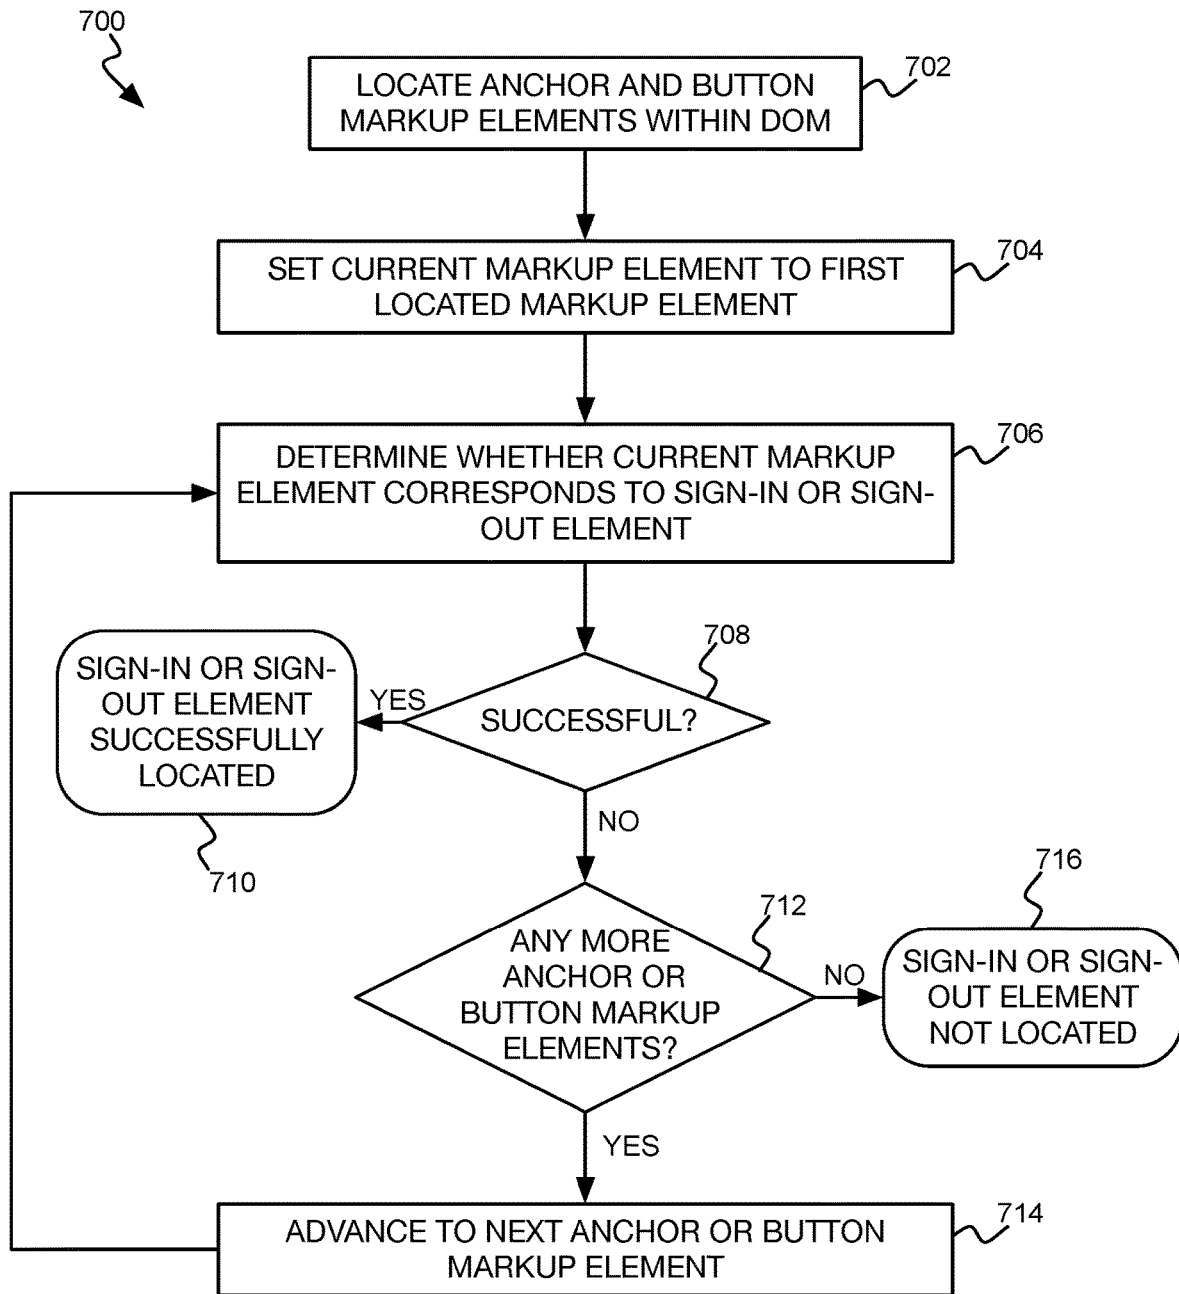 700
LOCATE ANCHOR AND BUTTON
MARKUP ELEMENTS WITHIN DOM
702
SET CURRENT MARKUP ELEMENT TO FIRST
LOCATED MARKUP ELEMENT
704
DETERMINE WHETHER CURRENT MARKUP
ELEMENT CORRESPONDS TO SIGN-IN OR SIGN-
OUT ELEMENT
706
SUCCESSFUL?
708
YES
SIGN-IN OR SIGN-
OUT ELEMENT
SUCCESSFULLY
LOCATED
710
NO
ANY MORE
ANCHOR OR
BUTTON MARKUP
ELEMENTS?
712
NO
SIGN-IN OR SIGN-
OUT ELEMENT
NOT LOCATED
716
YES
ADVANCE TO NEXT ANCHOR OR BUTTON
MARKUP ELEMENT
714